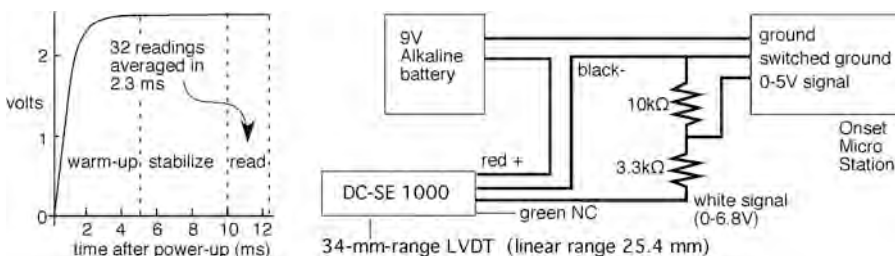 2
volts
1
0
32 readings
averaged in
2.3 ms
warm-up
stabilize
read
2 4 6 8 10 12
time after power-up (ms)
9V
Alkaline
battery
black-
red +
DC-SE 1000
green NC
10kΩ
3.3kΩ
white signal
(0-6.8V)
ground
switched ground
0-5V signal
Onset
Micro
Station
34-mm-range LVDT (linear range 25.4 mm)